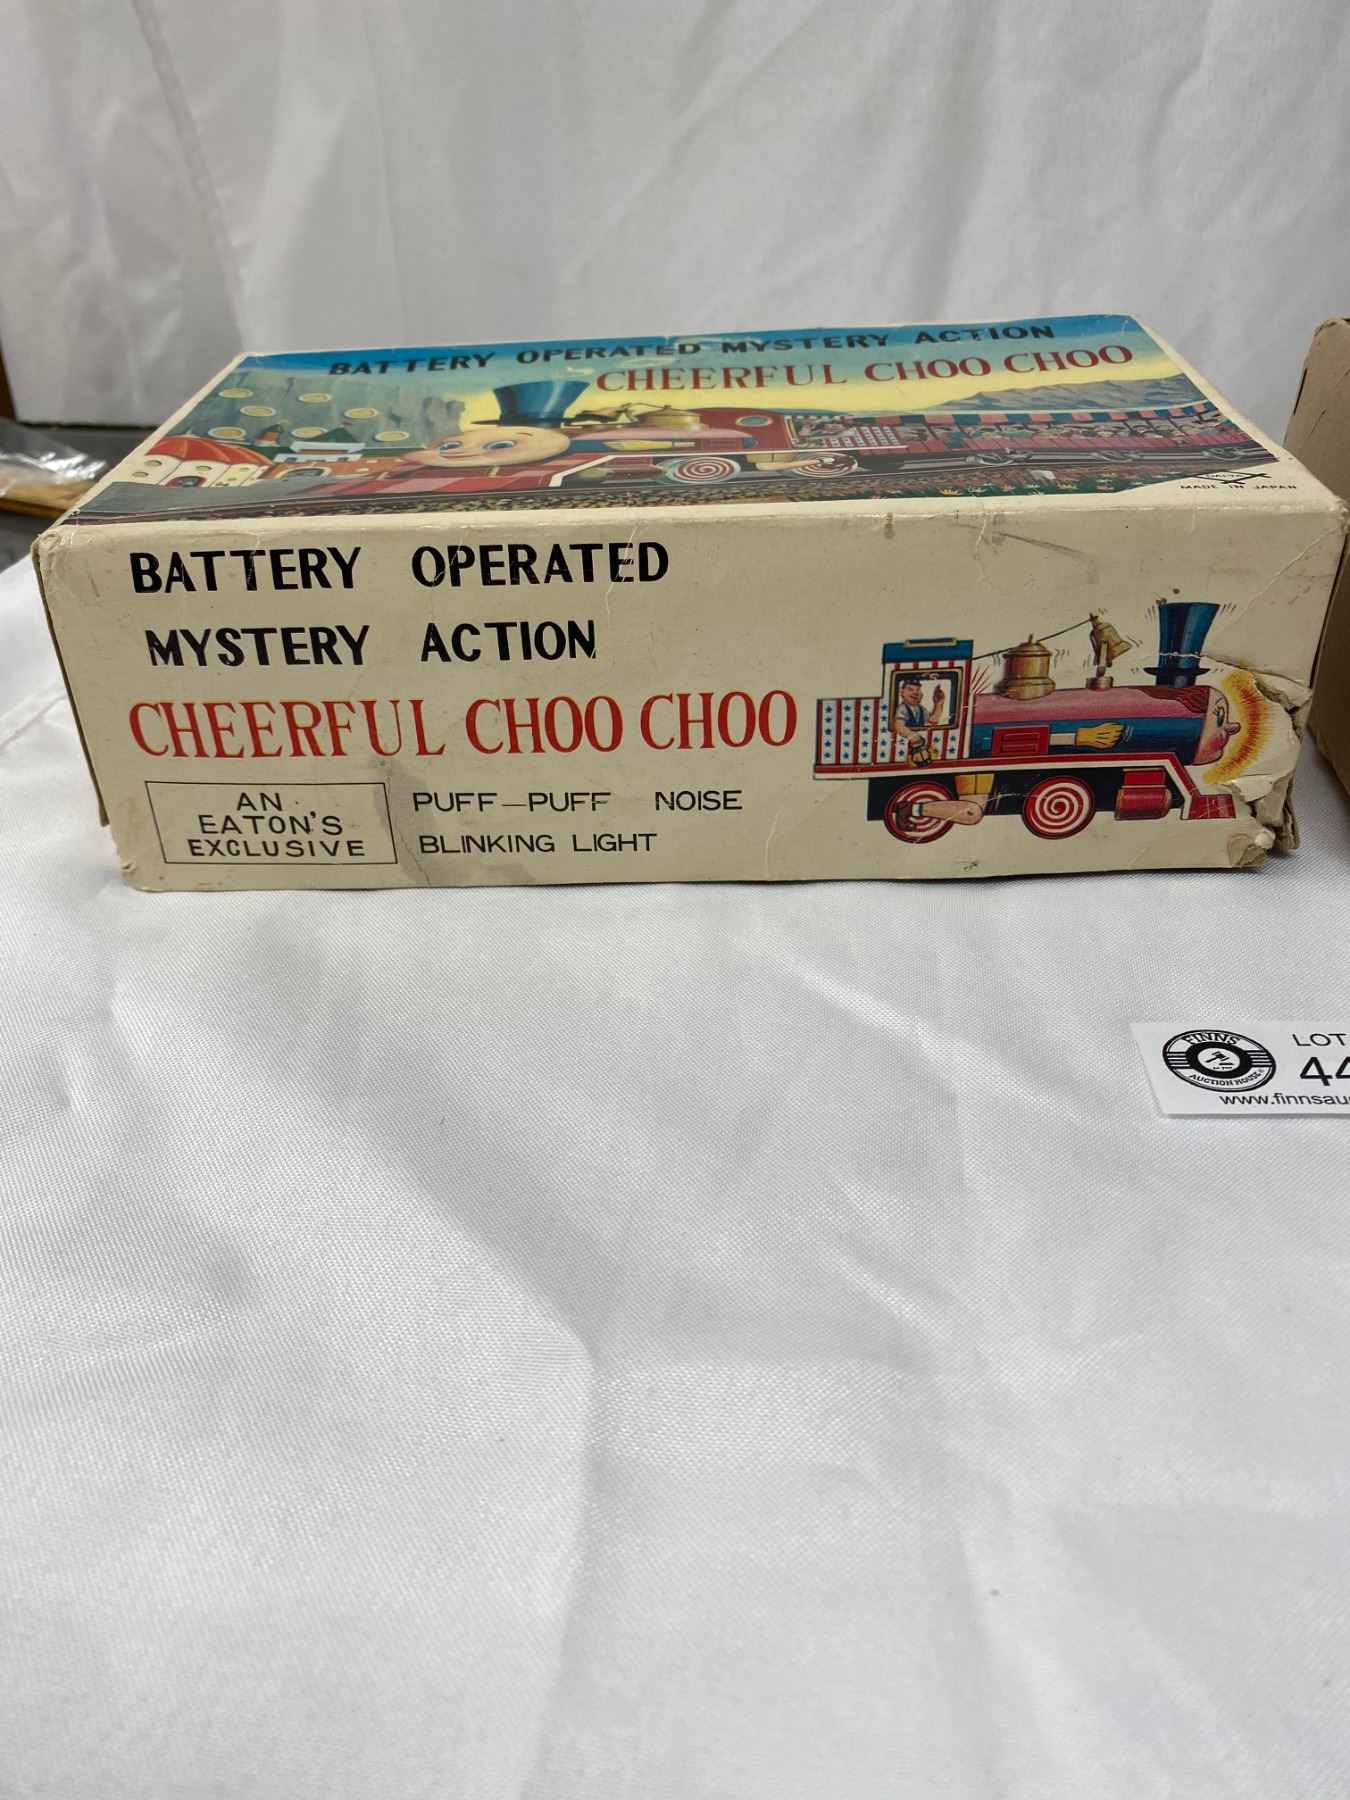 BATTERY OPERATED MYSTERY ACTION
CHEERFUL CHOO CHOO
MADE IN JAPAN
BATTERY OPERATED
MYSTERY ACTION
CHEERFUL CHOO CHOO
AN
EATON'S
EXCLUSIVE
PUFF-PUFF NOISE
BLINKING LIGHT
FINNS
AUCTION HOUSE
LOT
44
www.finnsauc